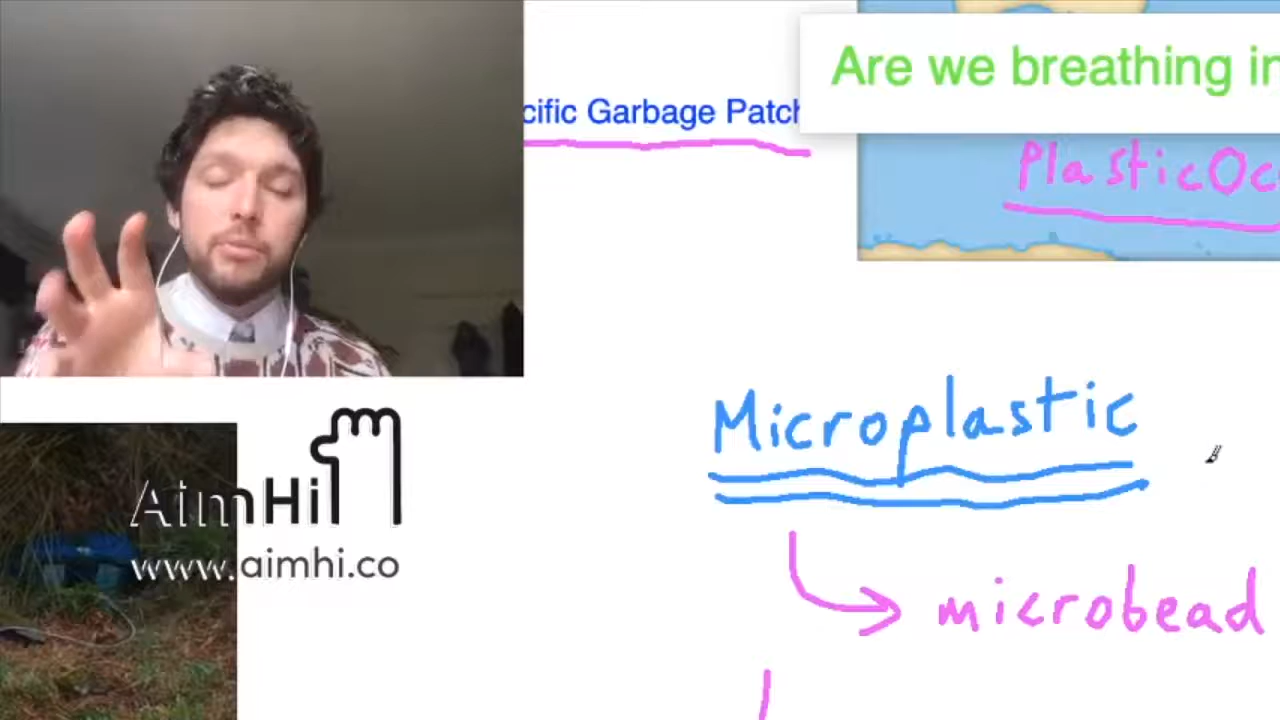 Are we breathing in
cific Garbage Patch
PlasticOc
Microplastic
AimHi
www.aimhi.co
microbead